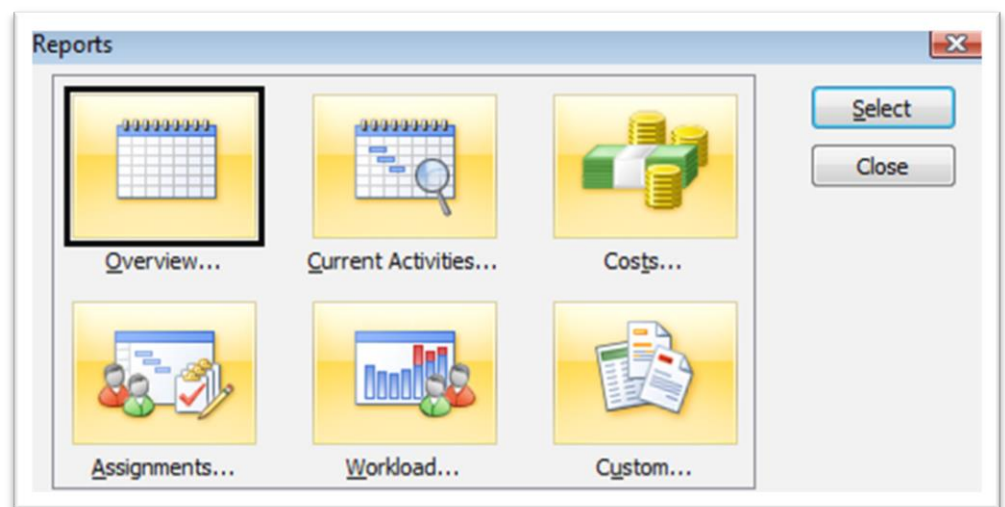 Reports
Select
Close
Overview...
Current Activities...
Costs...
Assignments...
Workload...
Custom...